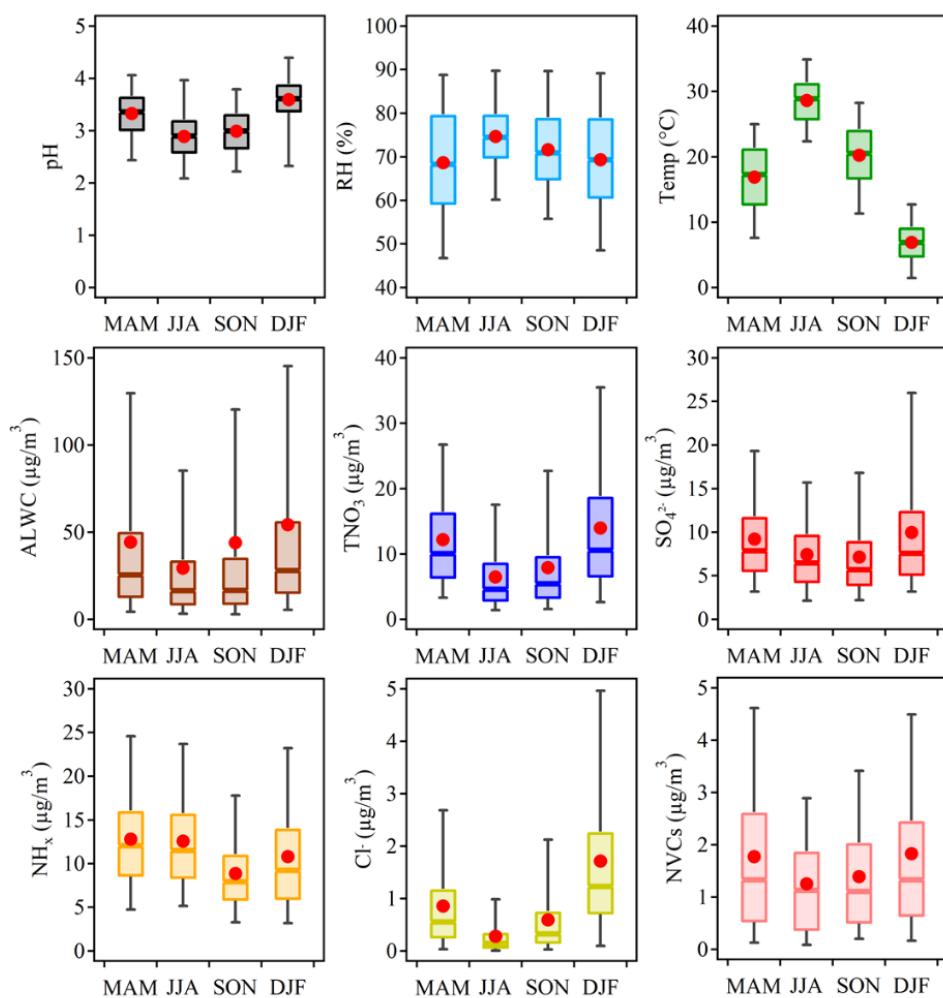 5
4
3
2
1
0
pH
MAM JJA SON DJF
100
90
80
70
60
50
40
RH (%)
MAM JJA SON DJF
40
30
20
10
0
Temp (°C)
MAM JJA SON DJF
150
100
50
0
ALWC (μg/m³)
MAM JJA SON DJF
40
30
20
10
0
TNO₃ (μg/m³)
MAM JJA SON DJF
30
25
20
15
10
5
0
SO₄²⁻ (μg/m³)
MAM JJA SON DJF
30
25
20
15
10
5
0
NHₓ (μg/m³)
MAM JJA SON DJF
5
4
3
2
1
0
Cl⁻ (μg/m³)
MAM JJA SON DJF
5
4
3
2
1
0
NVCs (μg/m³)
MAM JJA SON DJF